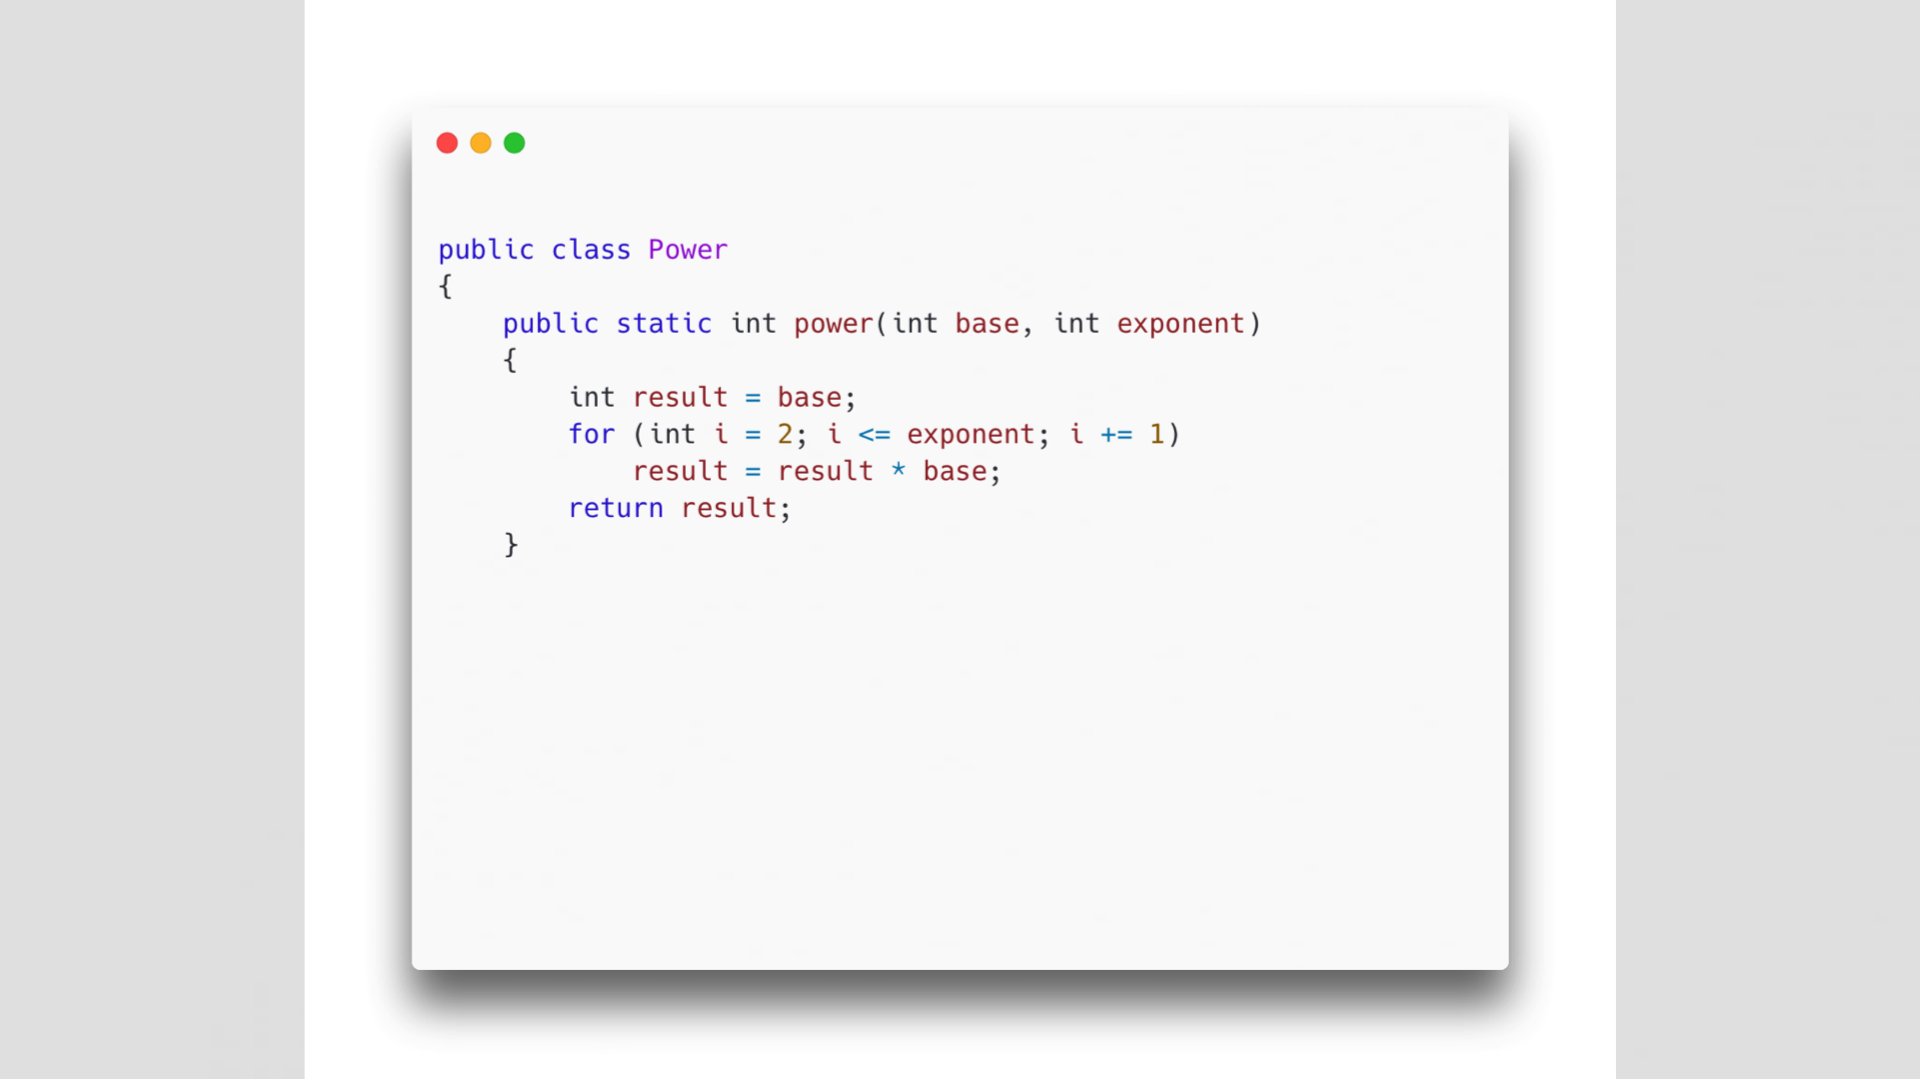 public class Power
{
    public static int power(int base, int exponent)
    {
        int result = base;
        for (int i = 2; i <= exponent; i += 1)
            result = result * base;
        return result;
    }